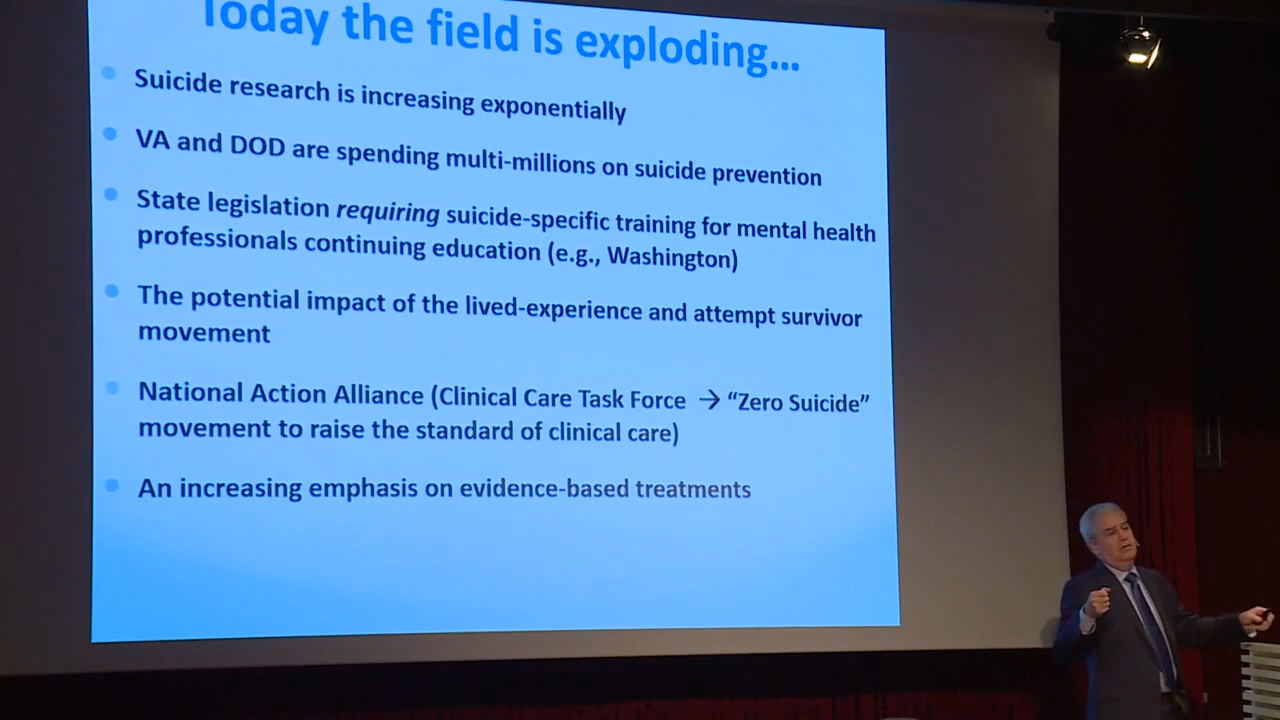 Today the field is exploding...
Suicide research is increasing exponentially
VA and DOD are spending multi-millions on suicide prevention
State legislation requiring suicide-specific training for mental health
professionals continuing education (e.g., Washington)
The potential impact of the lived-experience and attempt survivor
movement
National Action Alliance (Clinical Care Task Force → “Zero Suicide”
movement to raise the standard of clinical care)
An increasing emphasis on evidence-based treatments